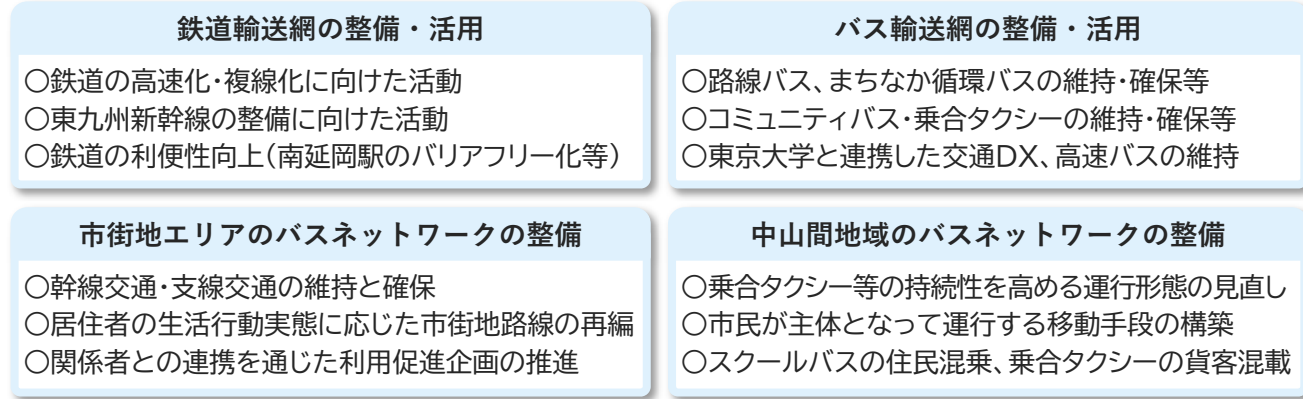 鉄道輸送網の整備・活用
○鉄道の高速化・複線化に向けた活動
○東九州新幹線の整備に向けた活動
○鉄道の利便性向上(南延岡駅のバリアフリー化等)
バス輸送網の整備・活用
○路線バス、まちなか循環バスの維持・確保等
○コミュニティバス・乗合タクシーの維持・確保等
○東京大学と連携した交通DX、高速バスの維持
市街地エリアのバスネットワークの整備
○幹線交通・支線交通の維持と確保
○居住者の生活行動実態に応じた市街地路線の再編
○関係者との連携を通じた利用促進企画の推進
中山間地域のバスネットワークの整備
○乗合タクシー等の持続性を高める運行形態の見直し
○市民が主体となって運行する移動手段の構築
○スクールバスの住民混乗、乗合タクシーの貨客混載